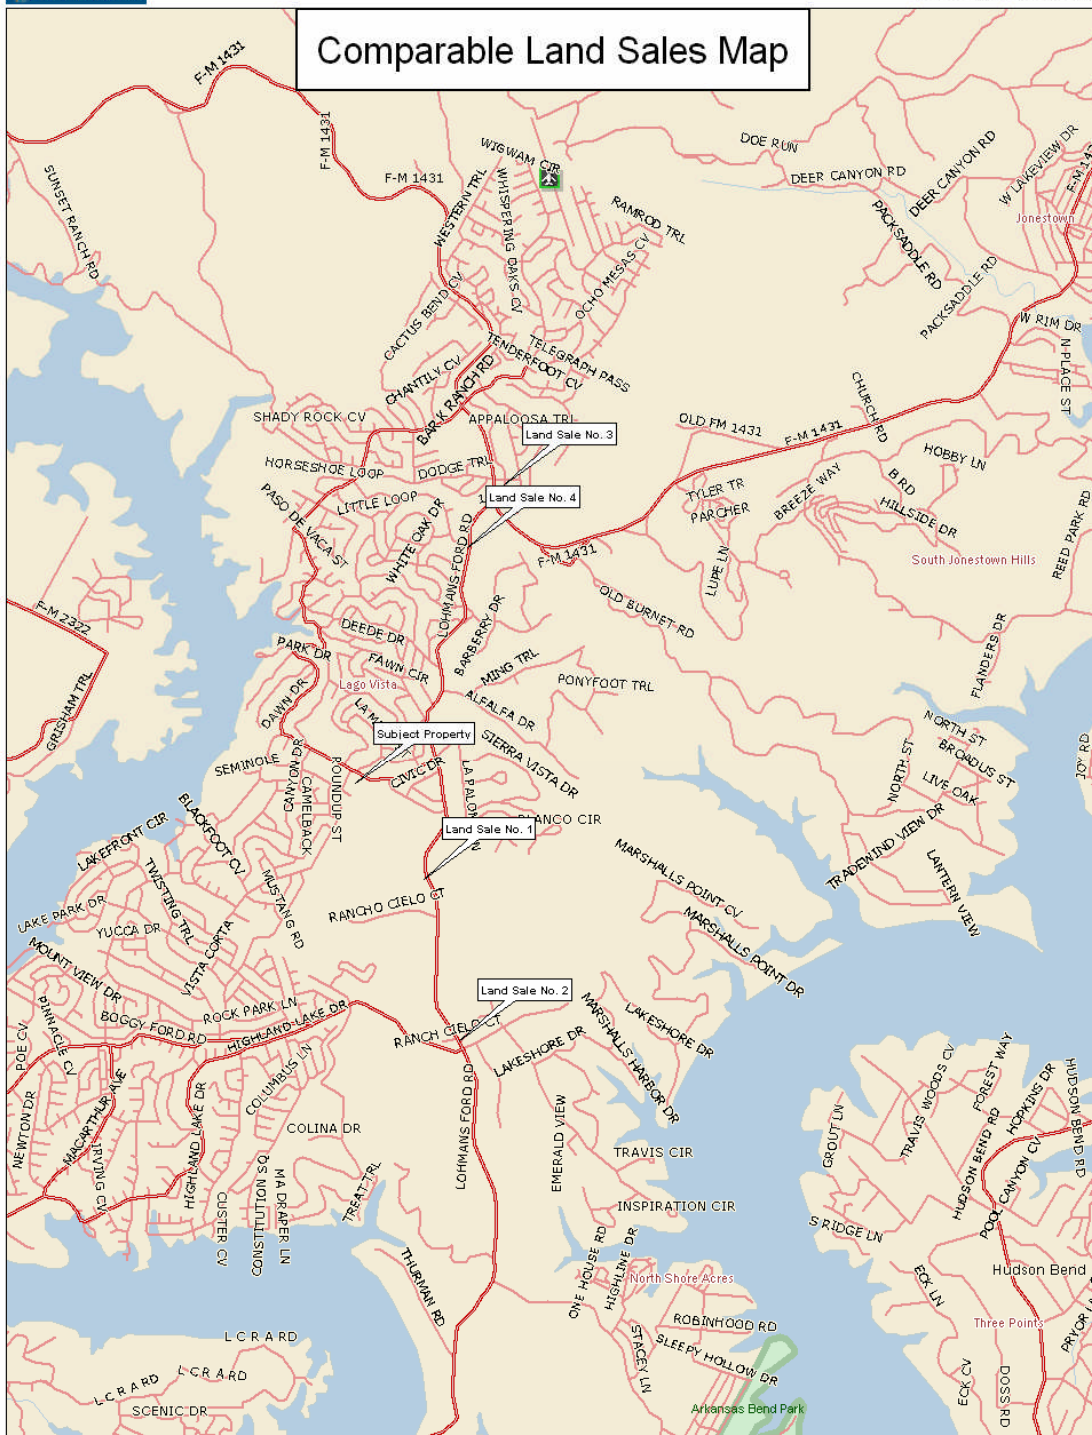 Comparable Land Sales Map
F-M 1431
F-M 1431
F-M 1431
WIGWAM CIR
DOE RUN
DEER CANYON RD
DEER CANYON RD
W LAKEVIEW DR
F-M 1431
Jonestown
SUNSET RANCH RD
WESTERN TRL
WHISPERING OAKS CV
RAMROD TRL
OCHO MESAS CV
PACKSADDLE RD
PACKSADDLE RD
W RIM DR
N PLACE ST
CACTUS BEND CV
TELEGRAPH PASS
TENDERFOOT CV
CHANTILY CV
BARK RANCH RD
SHADY ROCK CV
APPALOOSA TRL
Land Sale No. 3
OLD FM 1431
F-M 1431
CHURCH RD
HOBBY LN
HORSESHOE LOOP
DODGE TRL
LITTLE LOOP
Land Sale No. 4
TYLER TR
PARCHER
BREEZE WAY
B RD
HILLSIDE DR
REED PARK RD
PASO DE VACA ST
WHITE OAK DR
LOHMANS FORD RD
F-M 1431
LUPE LN
South Jonestown Hills
F-M 2322
OLD BURNET RD
FLANDERS DR
GRISHAM TRL
DEEDE DR
PARK DR
FAWN CIR
BARBERRY DR
MING TRL
PONYFOOT TRL
Lago Vista
DAWN DR
ALFALFA DR
NORTH ST
BROADUS ST
NORTH ST
LIVE OAK
JOY RD
Subject Property
SIERRA VISTA DR
SEMINOLE
CANYON DR
CAMELBACK
ROUNDUP ST
CIVIC DR
BLACKFOOT CV
LAKEFRONT CIR
Land Sale No. 1
MARSHALLS POINT CV
TRADEWIND VIEW DR
LANTERN VIEW
TWISTING TRL
MUSTANG RD
RANCHO CIELO CT
MARSHALLS POINT DR
LAKE PARK DR
YUCCA DR
VISTA CORTA
MOUNT VIEW DR
PINNACLE CV
BOGGY FORD RD
ROCK PARK LN
HIGHLAND LAKE DR
Land Sale No. 2
RANCH CIELO CT
LAKESHORE DR
MARSHALLS HARBOR DR
LAKESHORE DR
POE CV
NEWTON DR
MACARTHUR AVE
IRVING CV
HIGHLAND LAKE DR
COLUMBUS LN
COLINA DR
LOHMANS FORD RD
EMERALD VIEW
TRAVIS CIR
GROUT LN
TRAVIS WOODS CV
FOREST WAY
HOPKINS DR
HUDSON BEND RD
HUDSON BEND RD
POOL CANYON CV
CUSTER CV
CONSTITUTION SQ
MA DRAPER LN
TREAT TRL
INSPIRATION CIR
S RIDGE LN
THURMAN RD
ONE HOUSE RD
HIGHLINE DR
North Shore Acres
ECK LN
Hudson Bend
Three Points
ROBINHOOD RD
STACEY LN
SLEEPY HOLLOW DR
L C R A RD
L C R A RD
L C R A RD
SCENIC DR
Arkansas Bend Park
ECK CV
DOSS RD